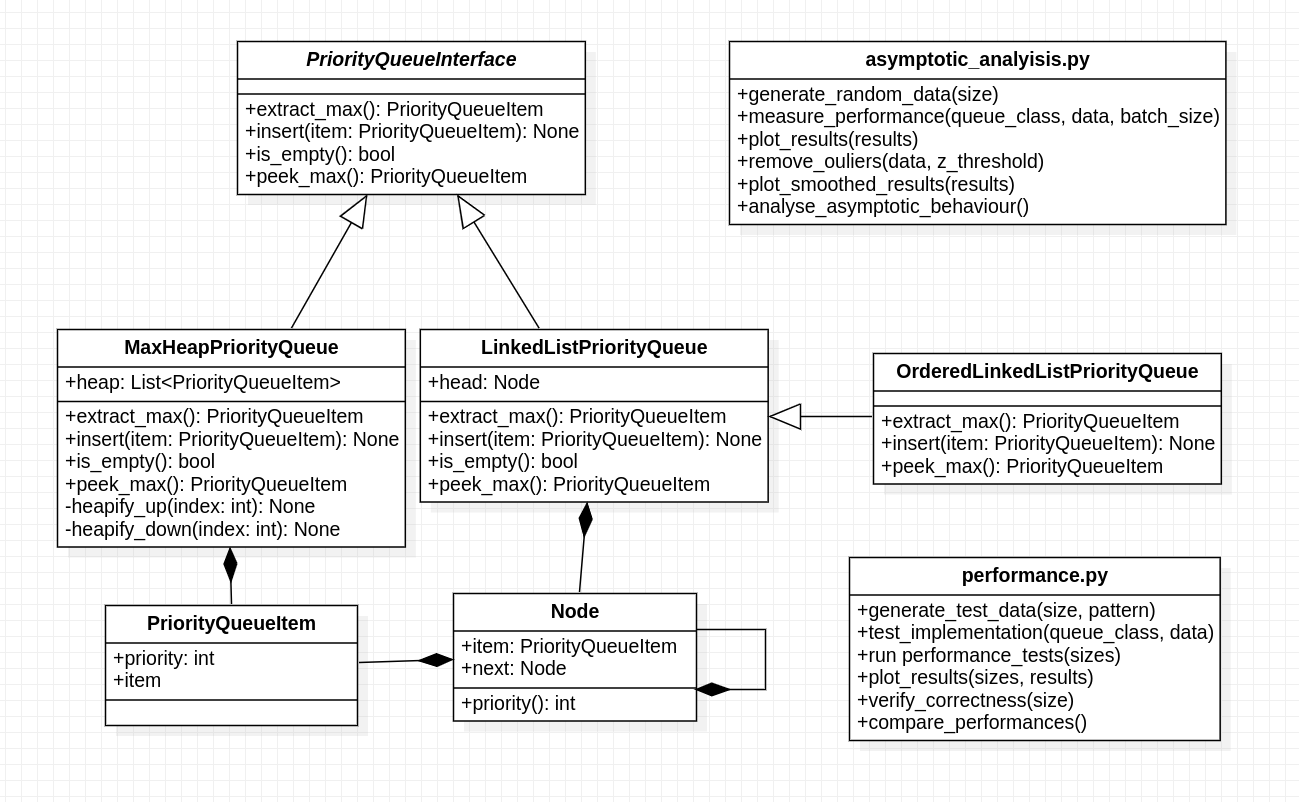 PriorityQueueInterface
+extract_max(): PriorityQueueItem
+insert(item: PriorityQueueItem): None
+is_empty(): bool
+peek_max(): PriorityQueueItem
asymptotic_analyisis.py
+generate_random_data(size)
+measure_performance(queue_class, data, batch_size)
+plot_results(results)
+remove_ouliers(data, z_threshold)
+plot_smoothed_results(results)
+analyse_asymptotic_behaviour()
MaxHeapPriorityQueue
+heap: List<PriorityQueueItem>
+extract_max(): PriorityQueueItem
+insert(item: PriorityQueueItem): None
+is_empty(): bool
+peek_max(): PriorityQueueItem
-heapify_up(index: int): None
-heapify_down(index: int): None
LinkedListPriorityQueue
+head: Node
+extract_max(): PriorityQueueItem
+insert(item: PriorityQueueItem): None
+is_empty(): bool
+peek_max(): PriorityQueueItem
OrderedLinkedListPriorityQueue
+extract_max(): PriorityQueueItem
+insert(item: PriorityQueueItem): None
+peek_max(): PriorityQueueItem
PriorityQueueItem
+priority: int
+item
Node
+item: PriorityQueueItem
+next: Node
+priority(): int
performance.py
+generate_test_data(size, pattern)
+test_implementation(queue_class, data)
+run performance_tests(sizes)
+plot_results(sizes, results)
+verify_correctness(size)
+compare_performances()